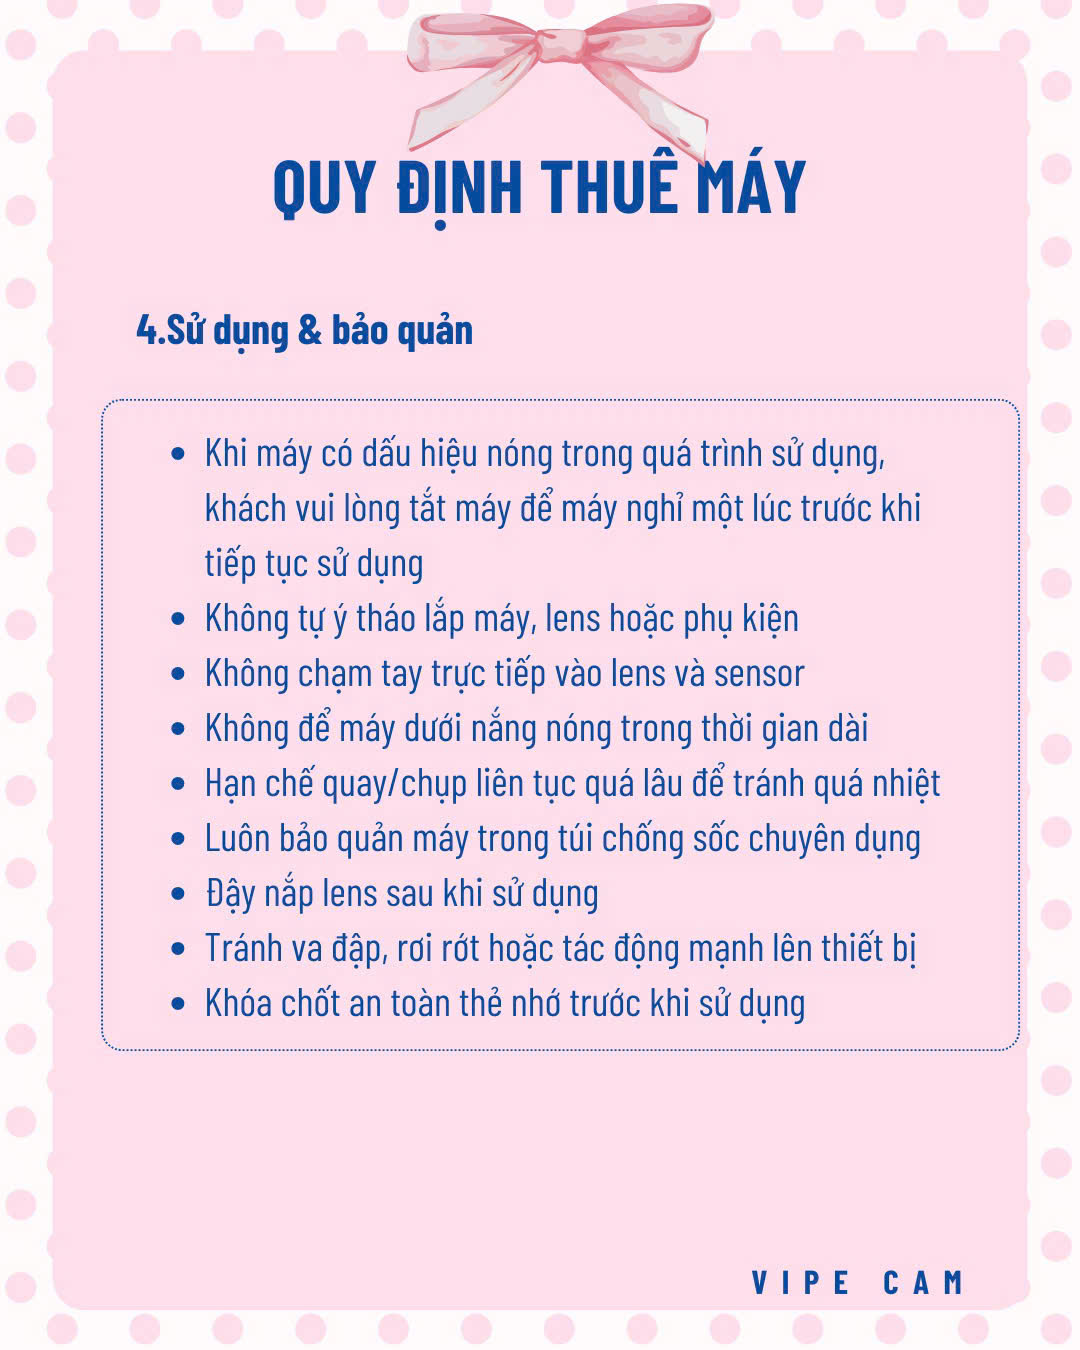 QUY ĐỊNH THUÊ MÁY
4.Sử dụng & bảo quản
• Khi máy có dấu hiệu nóng trong quá trình sử dụng,
khách vui lòng tắt máy để máy nghỉ một lúc trước khi
tiếp tục sử dụng
• Không tự ý tháo lắp máy, lens hoặc phụ kiện
• Không chạm tay trực tiếp vào lens và sensor
• Không để máy dưới nắng nóng trong thời gian dài
• Hạn chế quay/chụp liên tục quá lâu để tránh quá nhiệt
• Luôn bảo quản máy trong túi chống sốc chuyên dụng
• Đậy nắp lens sau khi sử dụng
• Tránh va đập, rơi rớt hoặc tác động mạnh lên thiết bị
• Khóa chốt an toàn thẻ nhớ trước khi sử dụng
VIPE CAM